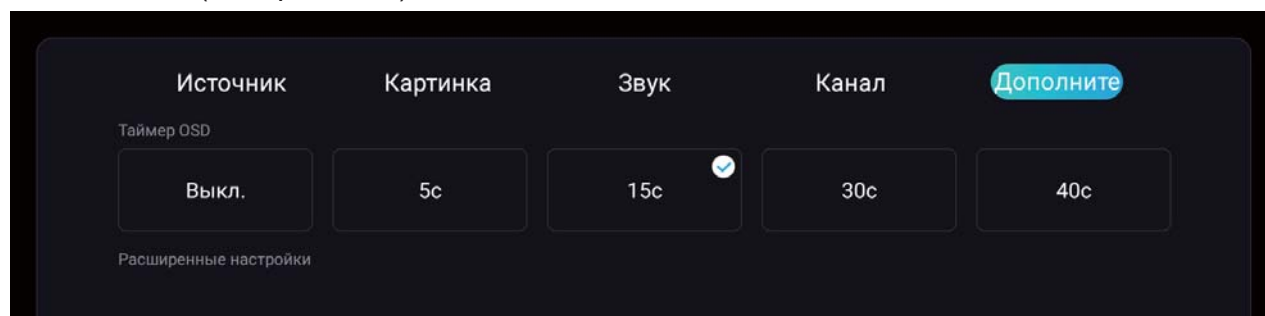 Источник Картинка Звук Канал Дополните
Таймер OSD
Выкл. 5с 15с 30с 40с
Расширенные настройки